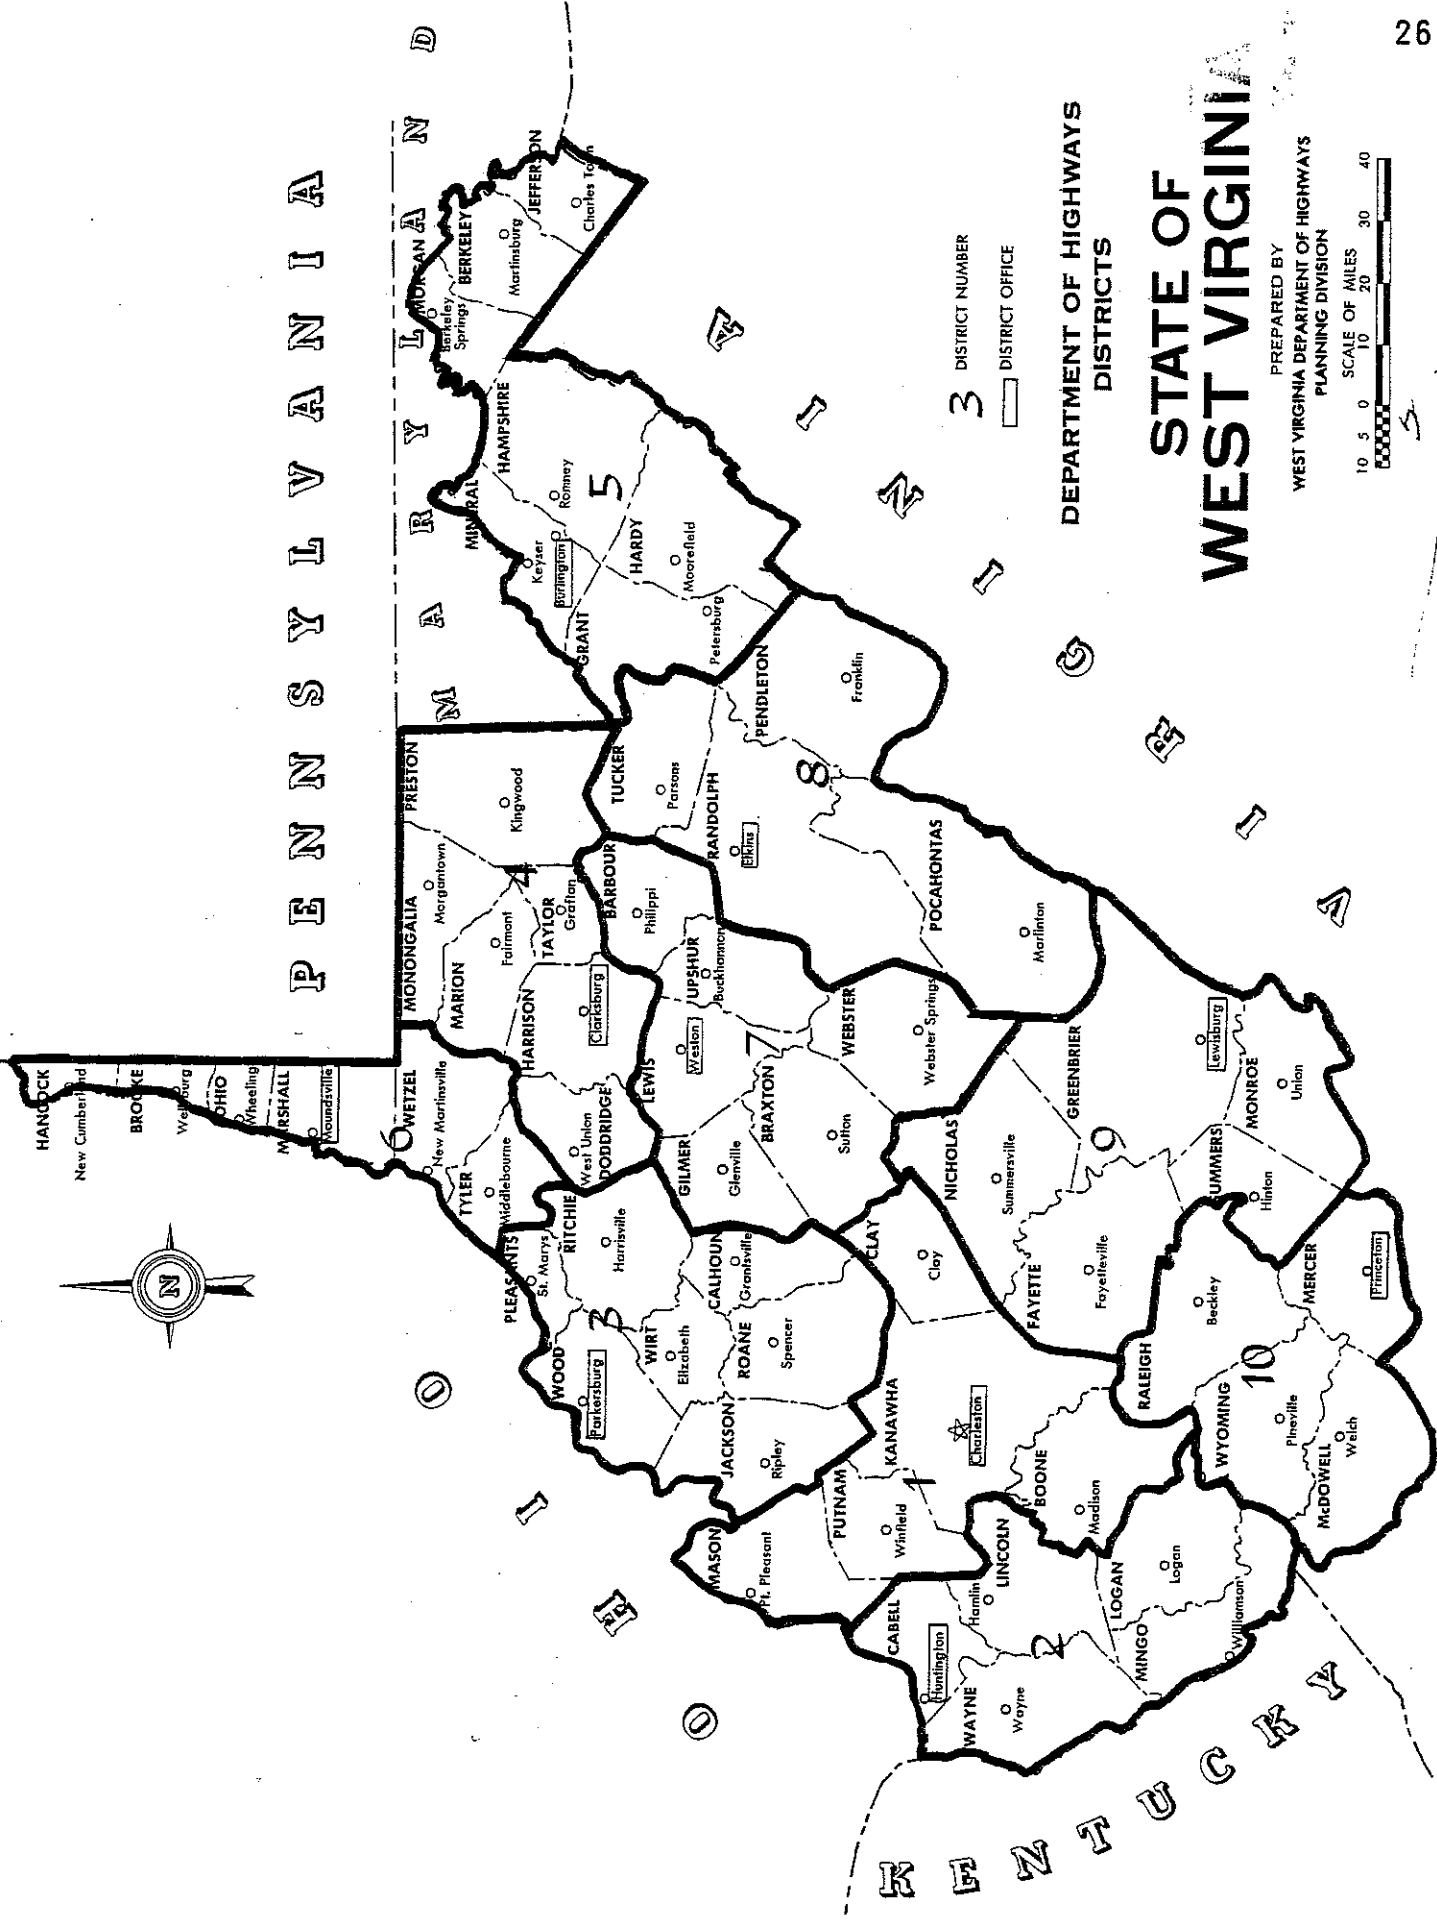 26
PENNSYLVANIA
MARYLAND
OHIO
KENTUCKY
VIRGINIA
N
HANCOCK
New Cumberland
BROOKE
Wellsburg
OHIO
Wheeling
MARSHALL
Moundsville
6
WETZEL
New Martinsville
TYLER
Middlebourne
MONONGALIA
Morgantown
PRESTON
Kingwood
MARION
Fairmont
4
TAYLOR
Grafton
HARRISON
Clarksburg
DODDRIDGE
West Union
PLEASANTS
St. Marys
RITCHIE
Harrisville
WOOD
Parkersburg
3
WIRT
Elizabeth
CALHOUN
Grantsville
ROANE
Spencer
JACKSON
Ripley
MASON
Pt. Pleasant
PUTNAM
Winfield
1
KANAWHA
Charleston
CLAY
Clay
BOONE
Madison
CABELL
Huntington
LINCOLN
Hamlin
WAYNE
Wayne
2
LOGAN
Logan
MINGO
Williamson
MORGAN
Berkeley
Springs
BERKELEY
Martinsburg
JEFFERSON
Charles Town
HAMPSHIRE
Romney
5
MINERAL
Keyser
Burlington
HARDY
Moorefield
GRANT
Petersburg
TUCKER
Parsons
RANDOLPH
Elkins
PENDLETON
Franklin
8
POCAHONTAS
Marlinton
BARBOUR
Philippi
UPSHUR
Buckhannon
LEWIS
Weston
7
GILMER
Glenville
BRAXTON
Sutton
WEBSTER
Webster Springs
NICHOLAS
Summersville
GREENBRIER
Lewisburg
9
FAYETTE
Fayetteville
SUMMERS
Hinton
MONROE
Union
RALEIGH
Beckley
MERCER
Princeton
10
WYOMING
Pineville
McDOWELL
Welch
3 DISTRICT NUMBER
DISTRICT OFFICE
DEPARTMENT OF HIGHWAYS
DISTRICTS
STATE OF
WEST VIRGINIA
PREPARED BY
WEST VIRGINIA DEPARTMENT OF HIGHWAYS
PLANNING DIVISION
SCALE OF MILES
10 5 0 10 20 30 40